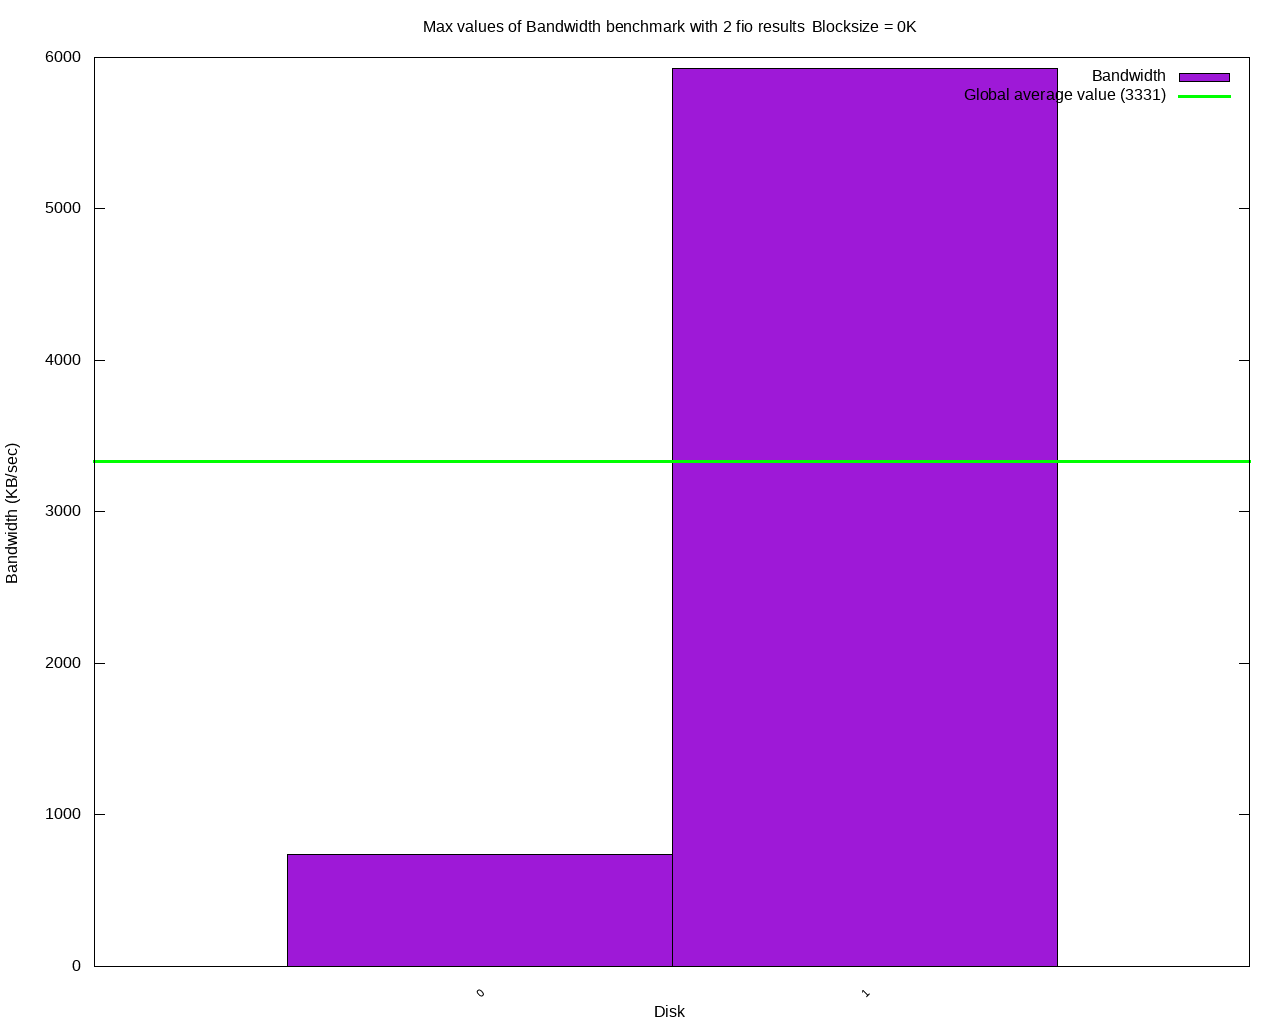 Max values of Bandwidth benchmark with 2 fio results Blocksize = 0K
Bandwidth
Global average value (3331)
6000
5000
4000
3000
2000
1000
0
Bandwidth (KB/sec)
0
1
Disk